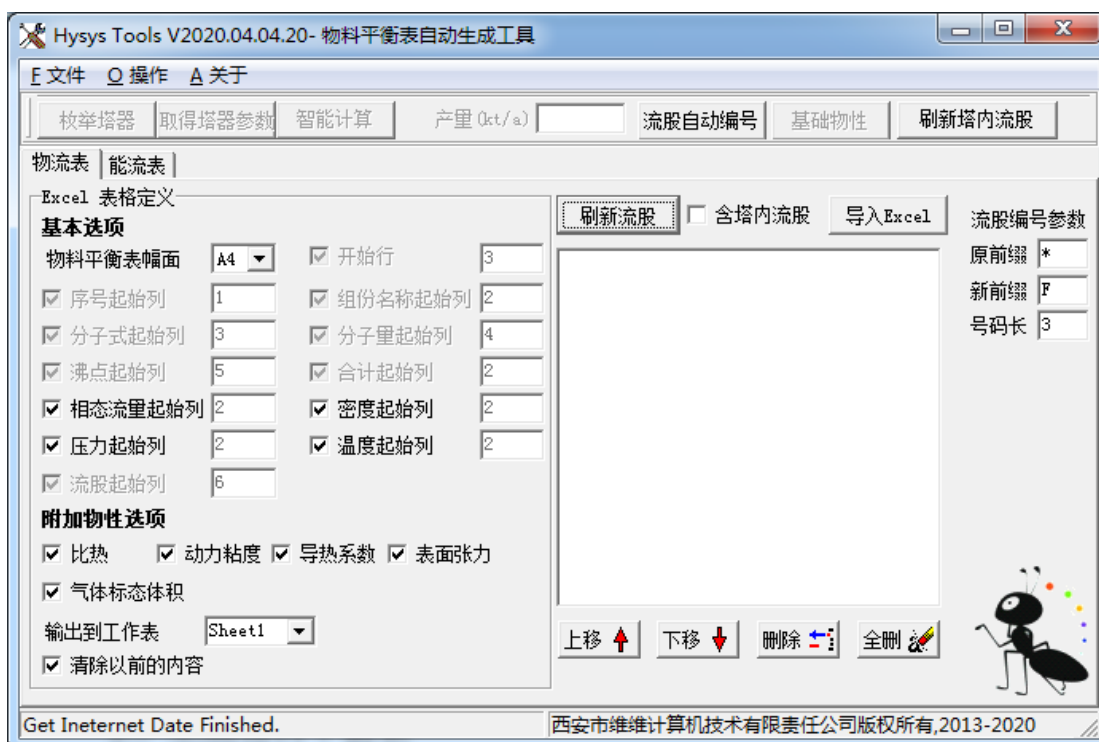 Hysys Tools V2020.04.04.20- 物料平衡表自动生成工具
F 文件 O 操作 A 关于
枚举塔器 取得塔器参数 智能计算 产量(kt/a) 流股自动编号 基础物性 刷新塔内流股
物流表 能流表
Excel 表格定义
基本选项
物料平衡表幅面 A4 开始行 3
序号起始列 1 组份名称起始列 2
分子式起始列 3 分子量起始列 4
沸点起始列 5 合计起始列 2
相态流量起始列 2 密度起始列 2
压力起始列 2 温度起始列 2
流股起始列 6
附加物性选项
比热 动力粘度 导热系数 表面张力
气体标态体积
输出到工作表 Sheet1
清除以前的内容
刷新流股 含塔内流股 导入Excel
流股编号参数
原前缀 *
新前缀 F
号码长 3
上移 下移 删除 全删
Get Ineternet Date Finished.
西安市维维计算机技术有限责任公司版权所有,2013-2020